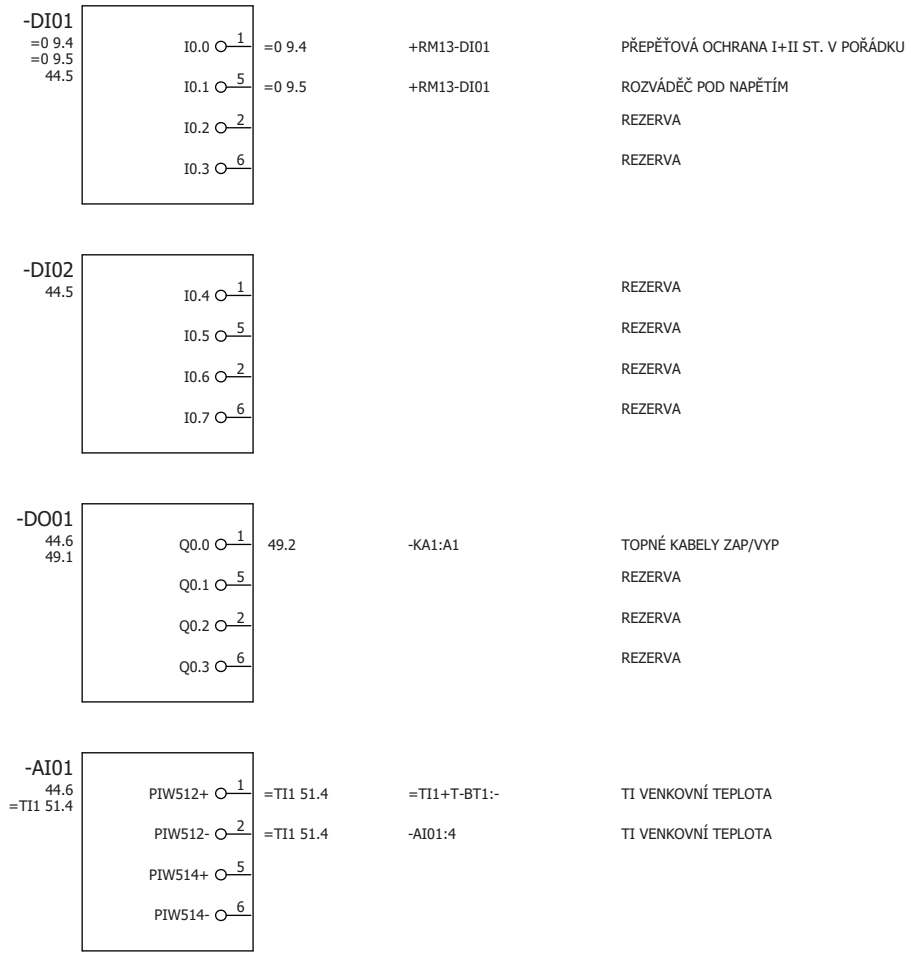 -DI01
=0 9.4
=0 9.5
44.5
I0.0 1 =0 9.4 +RM13-DI01 PŘEPĚŤOVÁ OCHRANA I+II ST. V POŘÁDKU
I0.1 5 =0 9.5 +RM13-DI01 ROZVÁDĚČ POD NAPĚTÍM
I0.2 2 REZERVA
I0.3 6 REZERVA
-DI02
44.5
I0.4 1 REZERVA
I0.5 5 REZERVA
I0.6 2 REZERVA
I0.7 6 REZERVA
-DO01
44.6
49.1
Q0.0 1 49.2 -KA1:A1 TOPNÉ KABELY ZAP/VYP
Q0.1 5 REZERVA
Q0.2 2 REZERVA
Q0.3 6 REZERVA
-AI01
44.6
=TI1 51.4
PIW512+ 1 =TI1 51.4 =TI1+T-BT1:- TI VENKOVNÍ TEPLOTA
PIW512- 2 =TI1 51.4 -AI01:4 TI VENKOVNÍ TEPLOTA
PIW514+ 5
PIW514- 6